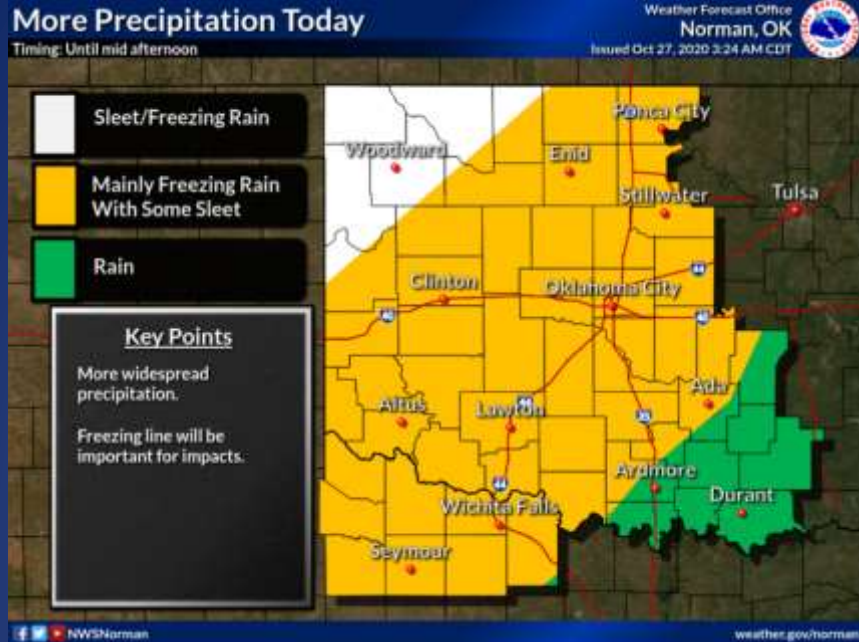 More Precipitation Today
Timing: Until mid afternoon
Weather Forecast Office
Norman, OK
Issued Oct 27, 2020 3:24 AM CDT
Sleet/Freezing Rain
Mainly Freezing Rain
With Some Sleet
Rain
Key Points
More widespread
precipitation.
Freezing line will be
important for impacts.
Ponca City
Woodward
Enid
Stillwater
Tulsa
44
Clinton
Oklahoma City
40
40
Ada
Altus
Lawton
44
35
Ardmore
44
Durant
Wichita Falls
Seymour
NWSNorman
weather.gov/norman